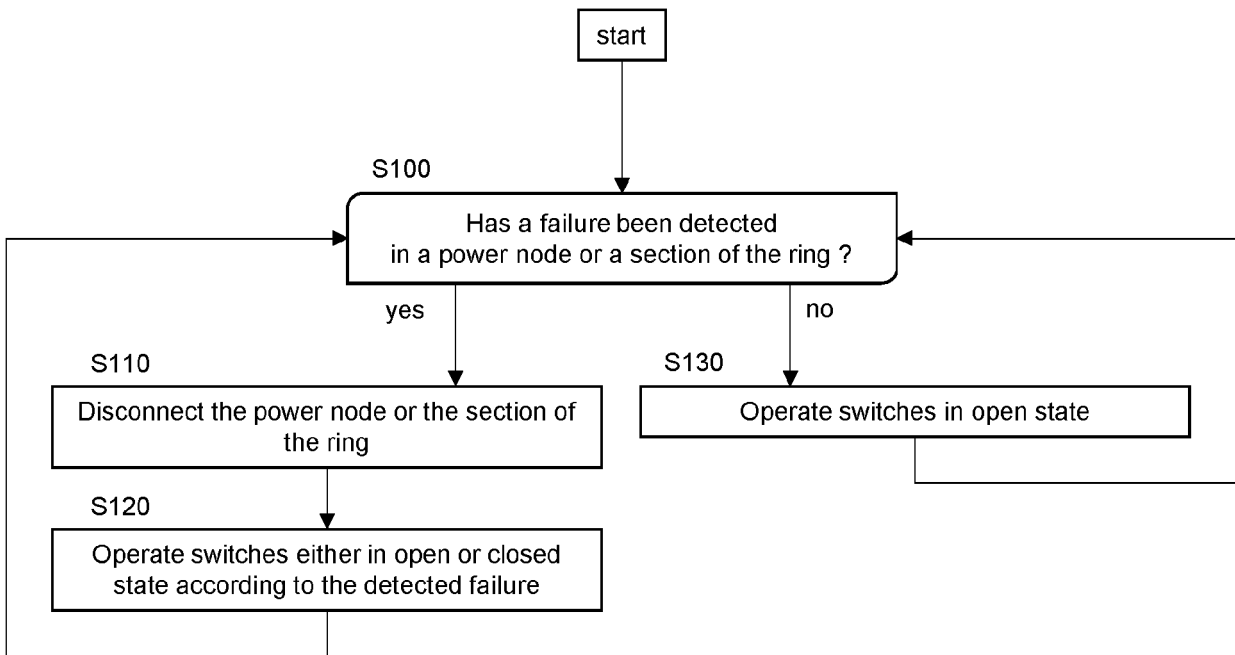 start
S100
Has a failure been detected
in a power node or a section of the ring ?
yes
no
S110
Disconnect the power node or the section of
the ring
S130
Operate switches in open state
S120
Operate switches either in open or closed
state according to the detected failure